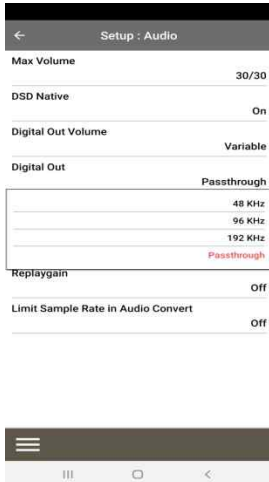 Setup : Audio
Max Volume
30/30
DSD Native
On
Digital Out Volume
Variable
Digital Out
Passthrough
48 KHz
96 KHz
192 KHz
Passthrough
Replaygain
Off
Limit Sample Rate in Audio Convert
Off